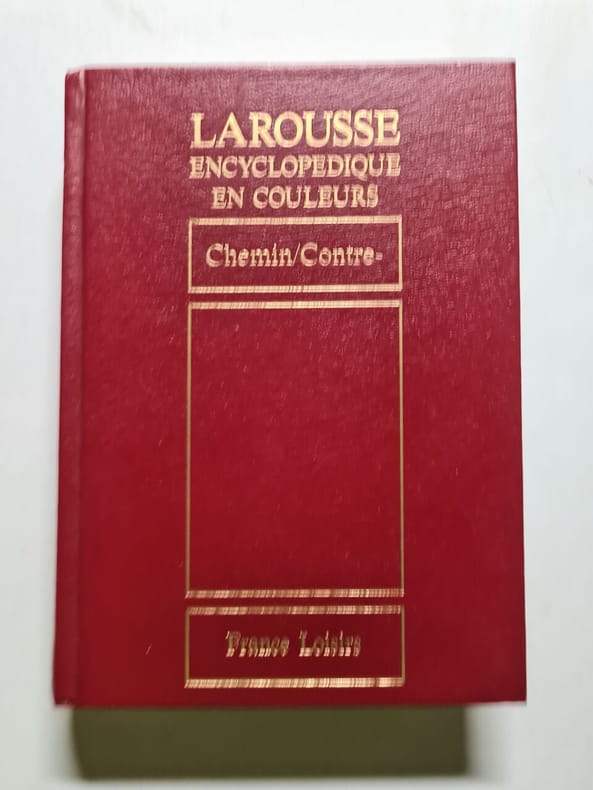 LAROUSSE
ENCYCLOPEDIQUE
EN COULEURS
Chemin/Contre-
France Loisirs